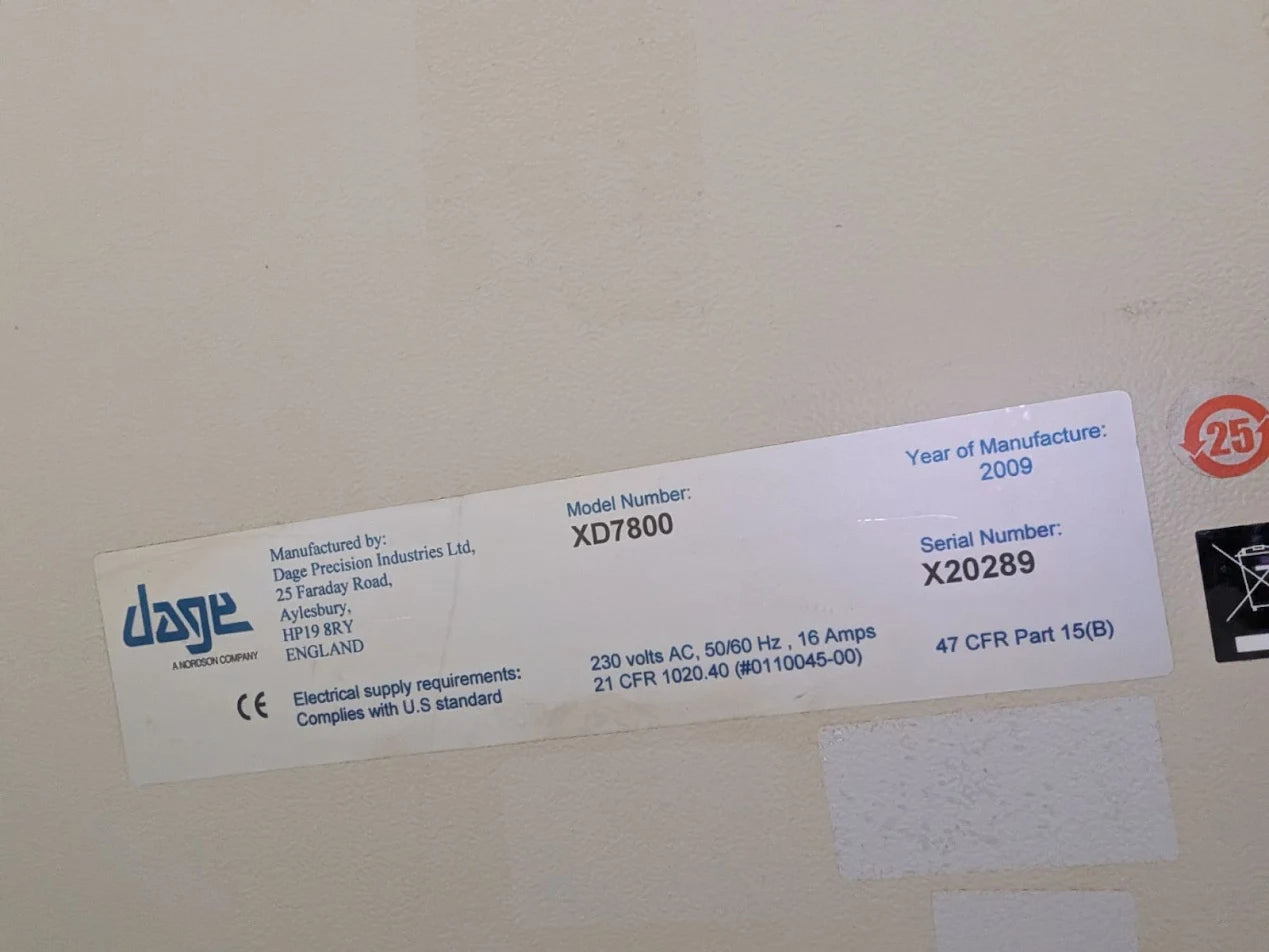 dage
A NORDSON COMPANY
Manufactured by:
Dage Precision Industries Ltd,
25 Faraday Road,
Aylesbury,
HP19 8RY
ENGLAND
Model Number:
XD7800
Year of Manufacture:
2009
Serial Number:
X20289
CE
Electrical supply requirements:
230 volts AC, 50/60 Hz , 16 Amps
47 CFR Part 15(B)
Complies with U.S standard
21 CFR 1020.40 (#0110045-00)
25